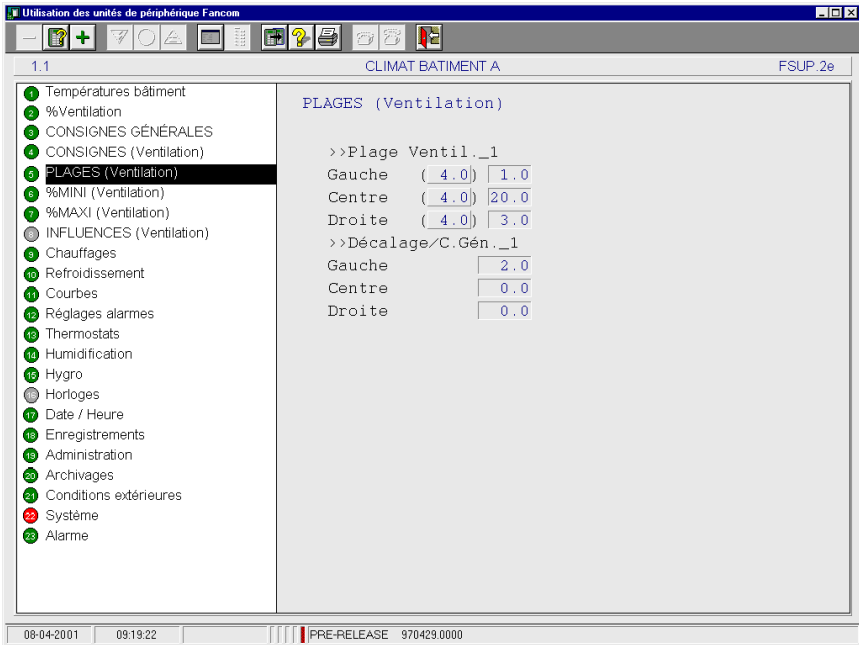 Utilisation des unités de périphérique Fancom
1.1 CLIMAT BATIMENT A FSUP.2e
1 Températures bâtiment
2 %Ventilation
3 CONSIGNES GÉNÉRALES
4 CONSIGNES (Ventilation)
5 PLAGES (Ventilation)
6 %MINI (Ventilation)
7 %MAXI (Ventilation)
8 INFLUENCES (Ventilation)
9 Chauffages
10 Refroidissement
11 Courbes
12 Réglages alarmes
13 Thermostats
14 Humidification
15 Hygro
16 Horloges
17 Date / Heure
18 Enregistrements
19 Administration
20 Archivages
21 Conditions extérieures
22 Système
23 Alarme
PLAGES (Ventilation)
>>Plage Ventil._1
Gauche ( 4.0) 1.0
Centre ( 4.0) 20.0
Droite ( 4.0) 3.0
>>Décalage/C.Gén._1
Gauche 2.0
Centre 0.0
Droite 0.0
08-04-2001 09:19:22 PRE-RELEASE 970429.0000